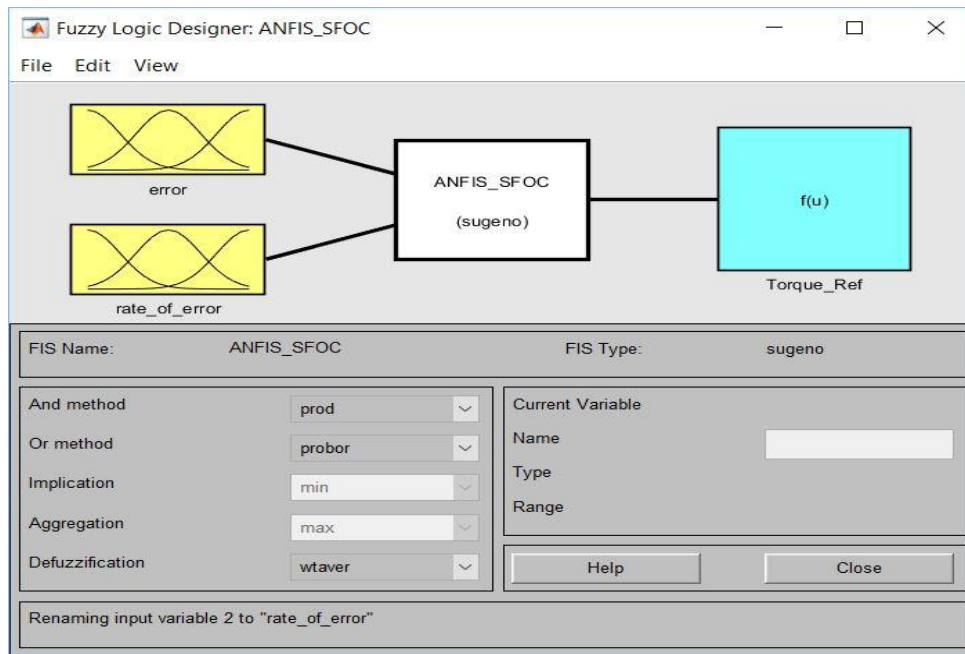 Fuzzy Logic Designer: ANFIS_SFOC
File Edit View
error
rate_of_error
ANFIS_SFOC
(sugeno)
f(u)
Torque_Ref
FIS Name: ANFIS_SFOC FIS Type: sugeno
And method prod
Or method probor
Implication min
Aggregation max
Defuzzification wtaver
Current Variable
Name
Type
Range
Help Close
Renaming input variable 2 to "rate_of_error"